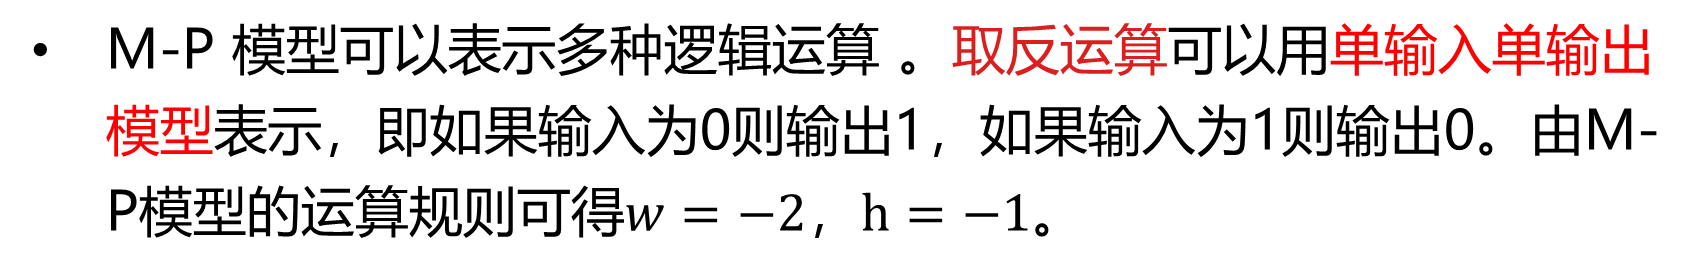 • M-P 模型可以表示多种逻辑运算 。取反运算可以用单输入单输出
模型表示，即如果输入为0则输出1，如果输入为1则输出0。由M-
P模型的运算规则可得w = −2，h = −1。